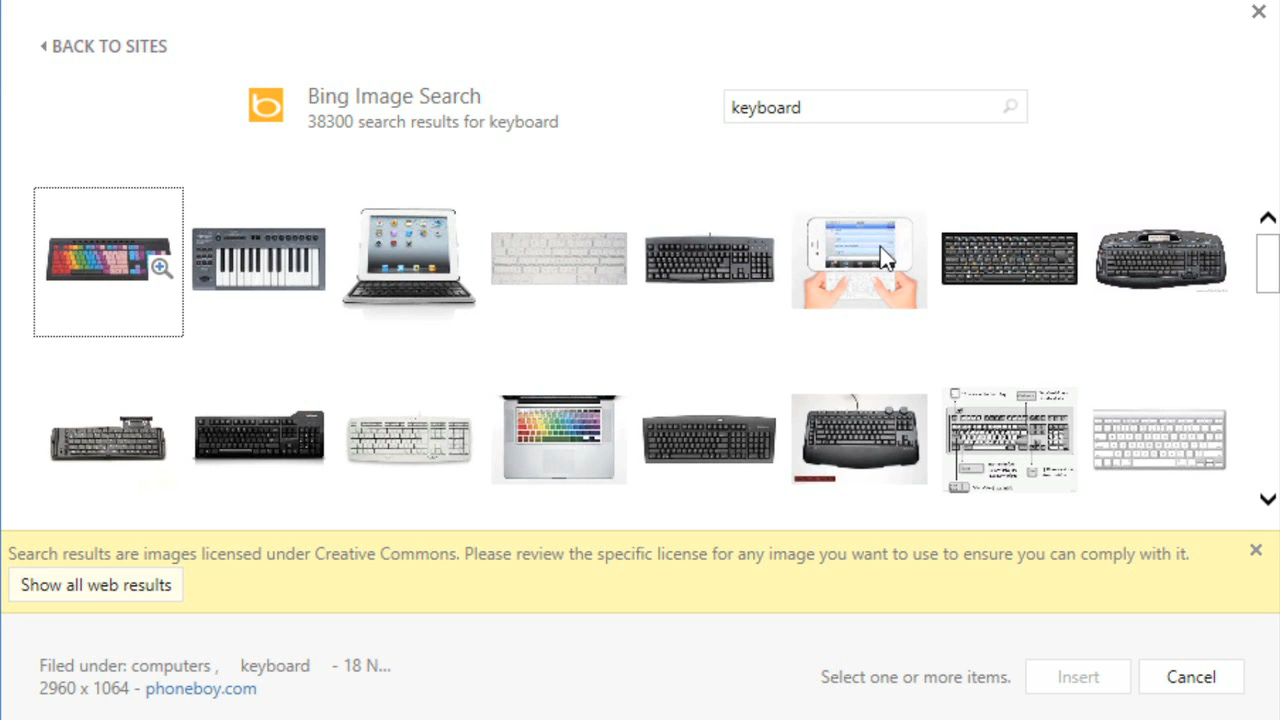 BACK TO SITES
Bing Image Search
38300 search results for keyboard
keyboard
Search results are images licensed under Creative Commons. Please review the specific license for any image you want to use to ensure you can comply with it.
Show all web results
Filed under: computers , keyboard - 18 N...
2960 x 1064 - phoneboy.com
Select one or more items.
Insert
Cancel